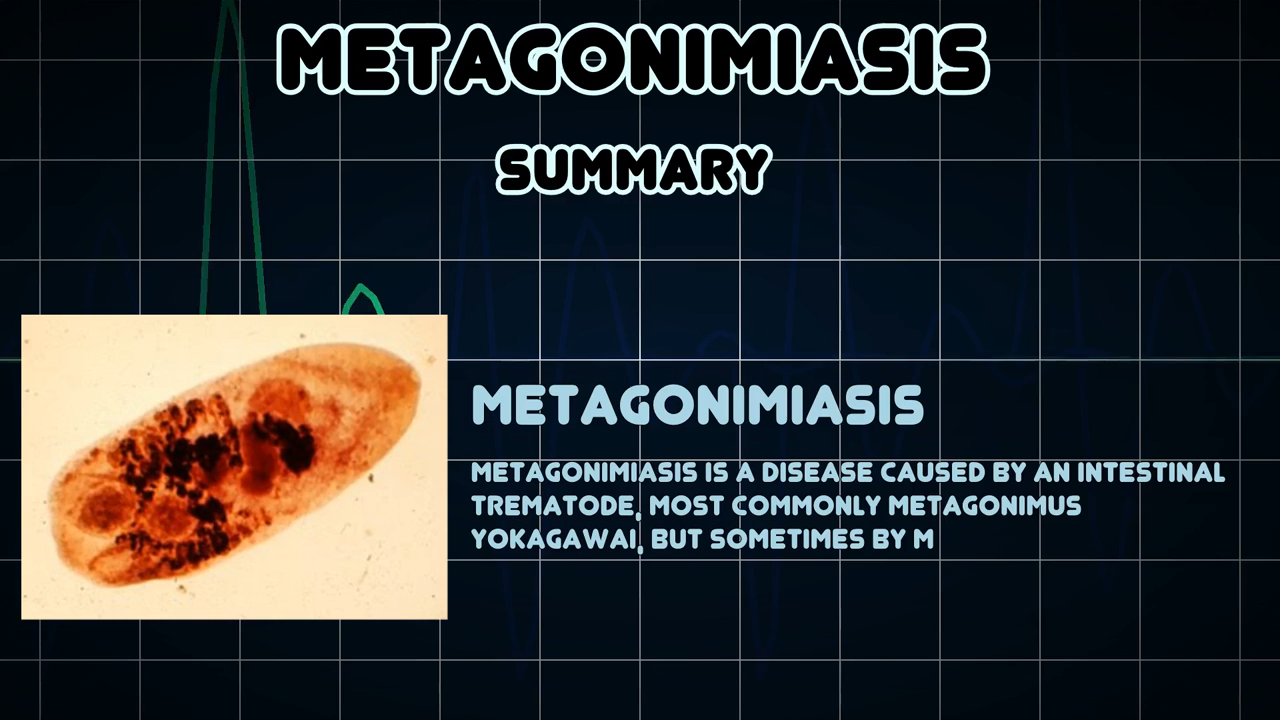 METAGONIMIASIS
SUMMARY
METAGONIMIASIS
METAGONIMIASIS IS A DISEASE CAUSED BY AN INTESTINAL
TREMATODE, MOST COMMONLY METAGONIMUS
YOKAGAWAI, BUT SOMETIMES BY M